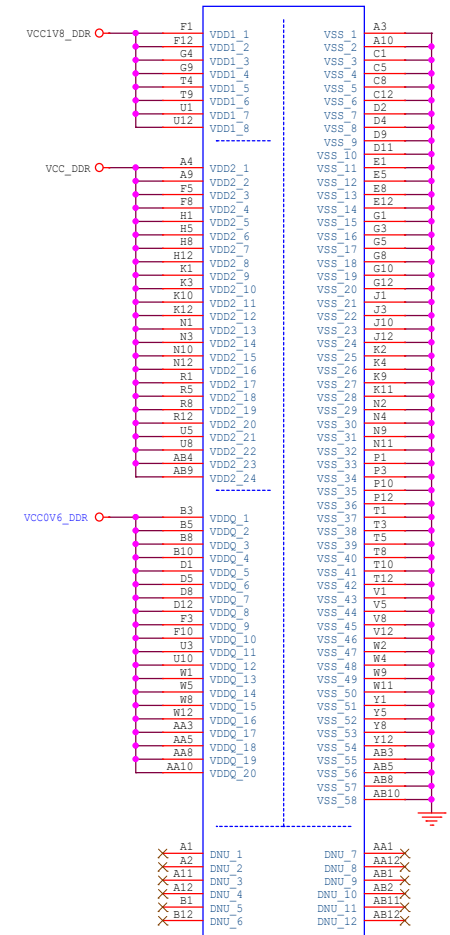 VCC1V8_DDR
F1 VDD1_1
F12 VDD1_2
G4 VDD1_3
G9 VDD1_4
T4 VDD1_5
T9 VDD1_6
U1 VDD1_7
U12 VDD1_8
VCC_DDR
A4 VDD2_1
A9 VDD2_2
F5 VDD2_3
F8 VDD2_4
H1 VDD2_5
H5 VDD2_6
H8 VDD2_7
H12 VDD2_8
K1 VDD2_9
K3 VDD2_10
K10 VDD2_11
K12 VDD2_12
N1 VDD2_13
N3 VDD2_14
N10 VDD2_15
N12 VDD2_16
R1 VDD2_17
R5 VDD2_18
R8 VDD2_19
R12 VDD2_20
U5 VDD2_21
U8 VDD2_22
AB4 VDD2_23
AB9 VDD2_24
VCC0V6_DDR
B3 VDDQ_1
B5 VDDQ_2
B8 VDDQ_3
B10 VDDQ_4
D1 VDDQ_5
D5 VDDQ_6
D8 VDDQ_7
D12 VDDQ_8
F3 VDDQ_9
F10 VDDQ_10
U3 VDDQ_11
U10 VDDQ_12
W1 VDDQ_13
W5 VDDQ_14
W8 VDDQ_15
W12 VDDQ_16
AA3 VDDQ_17
AA5 VDDQ_18
AA8 VDDQ_19
AA10 VDDQ_20
A1 DNU_1
A2 DNU_2
A11 DNU_3
A12 DNU_4
B1 DNU_5
B12 DNU_6
VSS_1 A3
VSS_2 A10
VSS_3 C1
VSS_4 C5
VSS_5 C8
VSS_6 C12
VSS_7 D2
VSS_8 D4
VSS_9 D9
VSS_10 D11
VSS_11 E1
VSS_12 E5
VSS_13 E8
VSS_14 E12
VSS_15 G1
VSS_16 G3
VSS_17 G5
VSS_18 G8
VSS_19 G10
VSS_20 G12
VSS_21 J1
VSS_22 J3
VSS_23 J10
VSS_24 J12
VSS_25 K2
VSS_26 K4
VSS_27 K9
VSS_28 K11
VSS_29 N2
VSS_30 N4
VSS_31 N9
VSS_32 N11
VSS_33 P1
VSS_34 P3
VSS_35 P10
VSS_36 P12
VSS_37 T1
VSS_38 T3
VSS_39 T5
VSS_40 T8
VSS_41 T10
VSS_42 T12
VSS_43 V1
VSS_44 V5
VSS_45 V8
VSS_46 V12
VSS_47 W2
VSS_48 W4
VSS_49 W9
VSS_50 W11
VSS_51 Y1
VSS_52 Y5
VSS_53 Y8
VSS_54 Y12
VSS_55 AB3
VSS_56 AB5
VSS_57 AB8
VSS_58 AB10
DNU_7 AA1
DNU_8 AA12
DNU_9 AB1
DNU_10 AB2
DNU_11 AB11
DNU_12 AB12